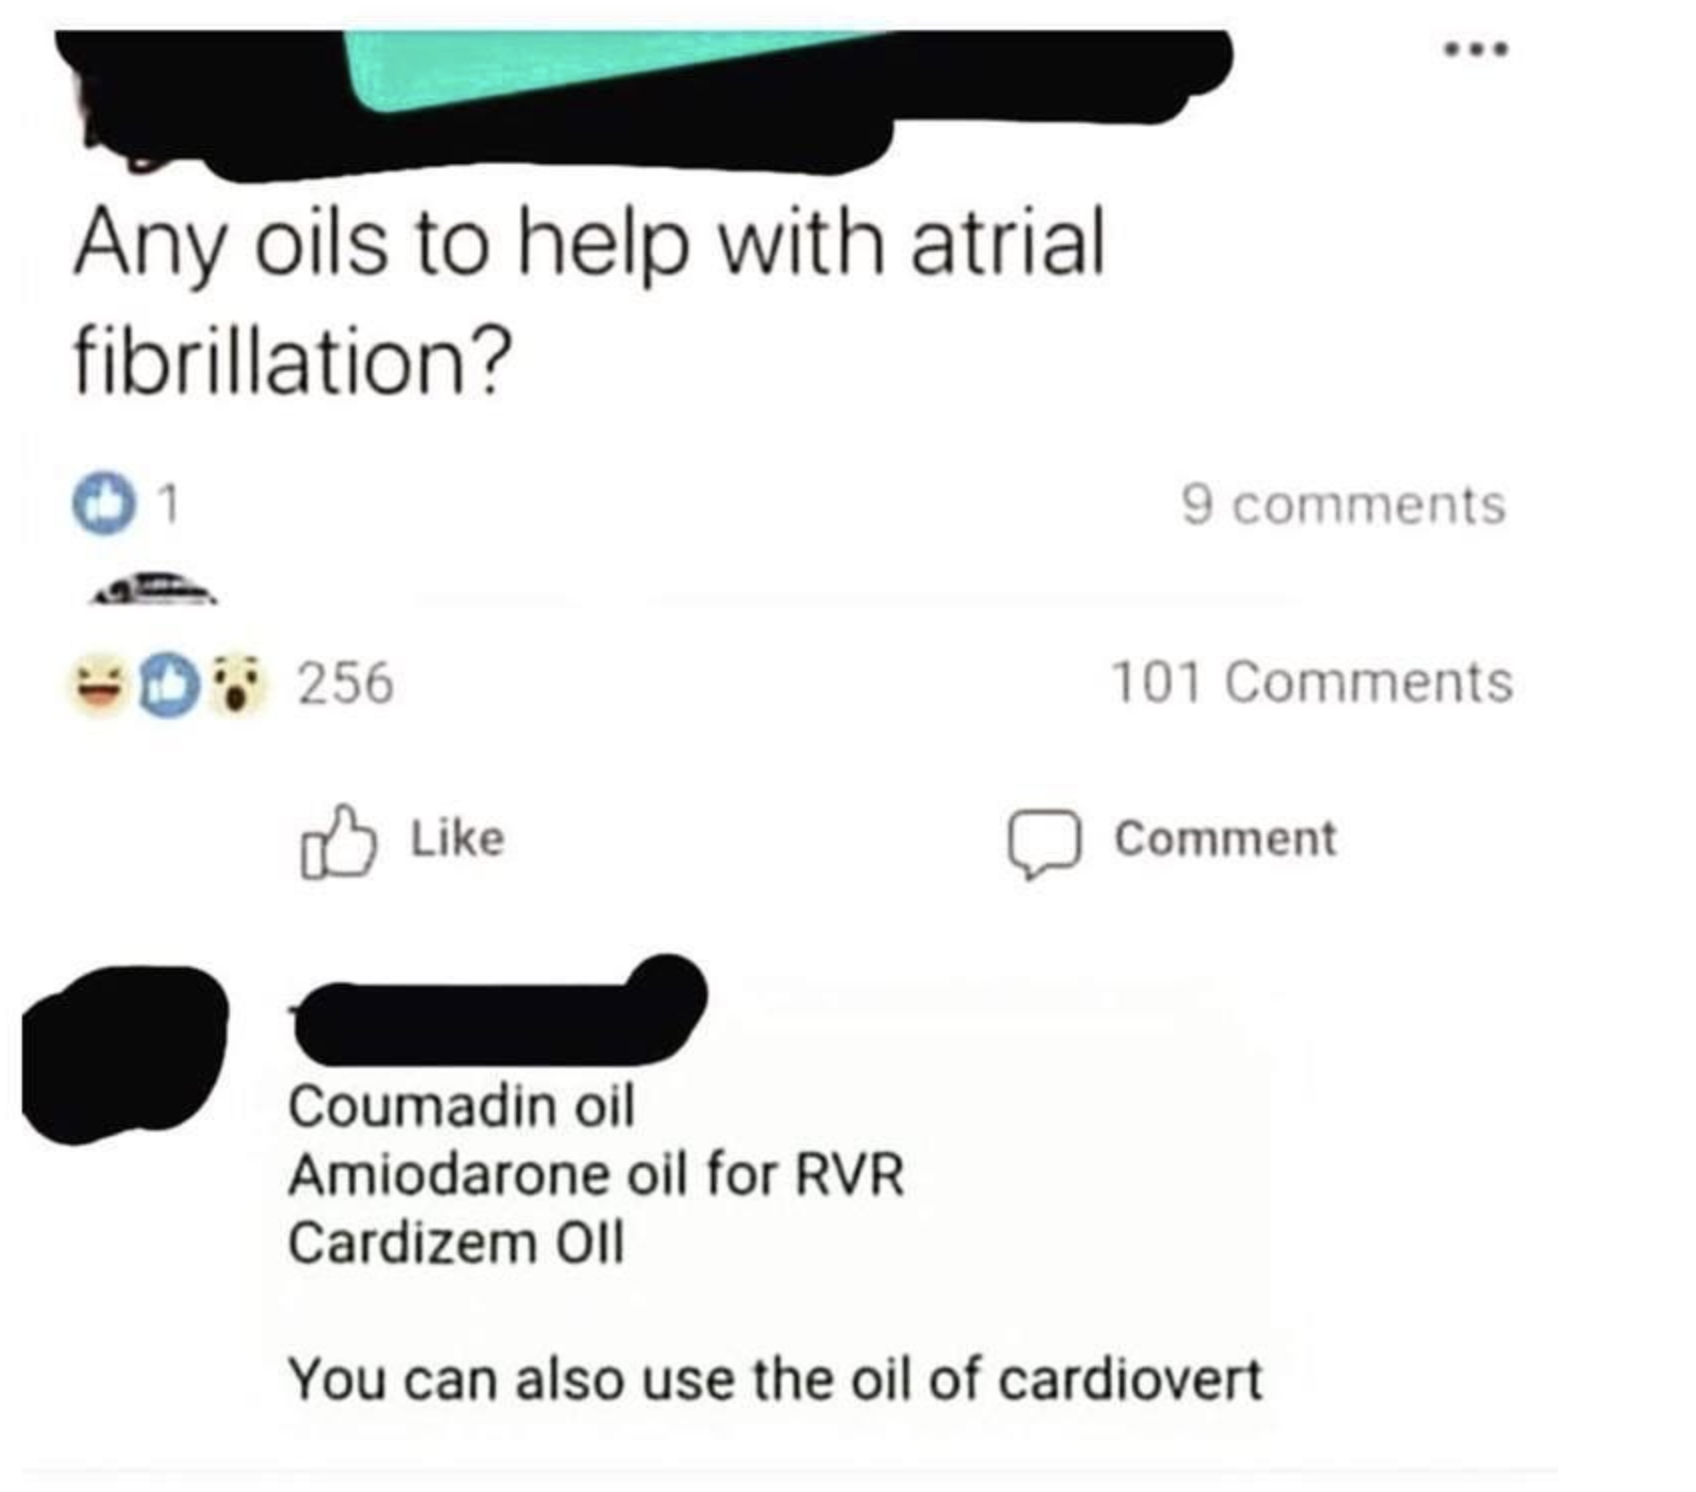 Any oils to help with atrial
fibrillation?
1
9 comments
256
101 Comments
Like
Comment
Coumadin oil
Amiodarone oil for RVR
Cardizem OIl
You can also use the oil of cardiovert